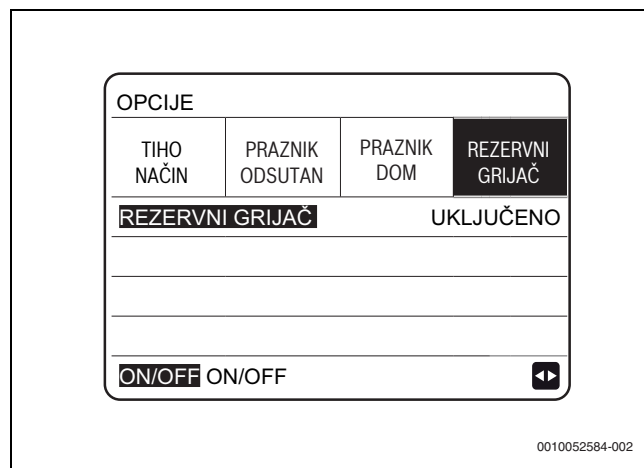 OPCIJE
TIHO NAČIN
PRAZNIK ODSUTAN
PRAZNIK DOM
REZERVNI GRIJAČ
REZERVNI GRIJAČ UKLJUČENO
ON/OFF ON/OFF
0010052584-002